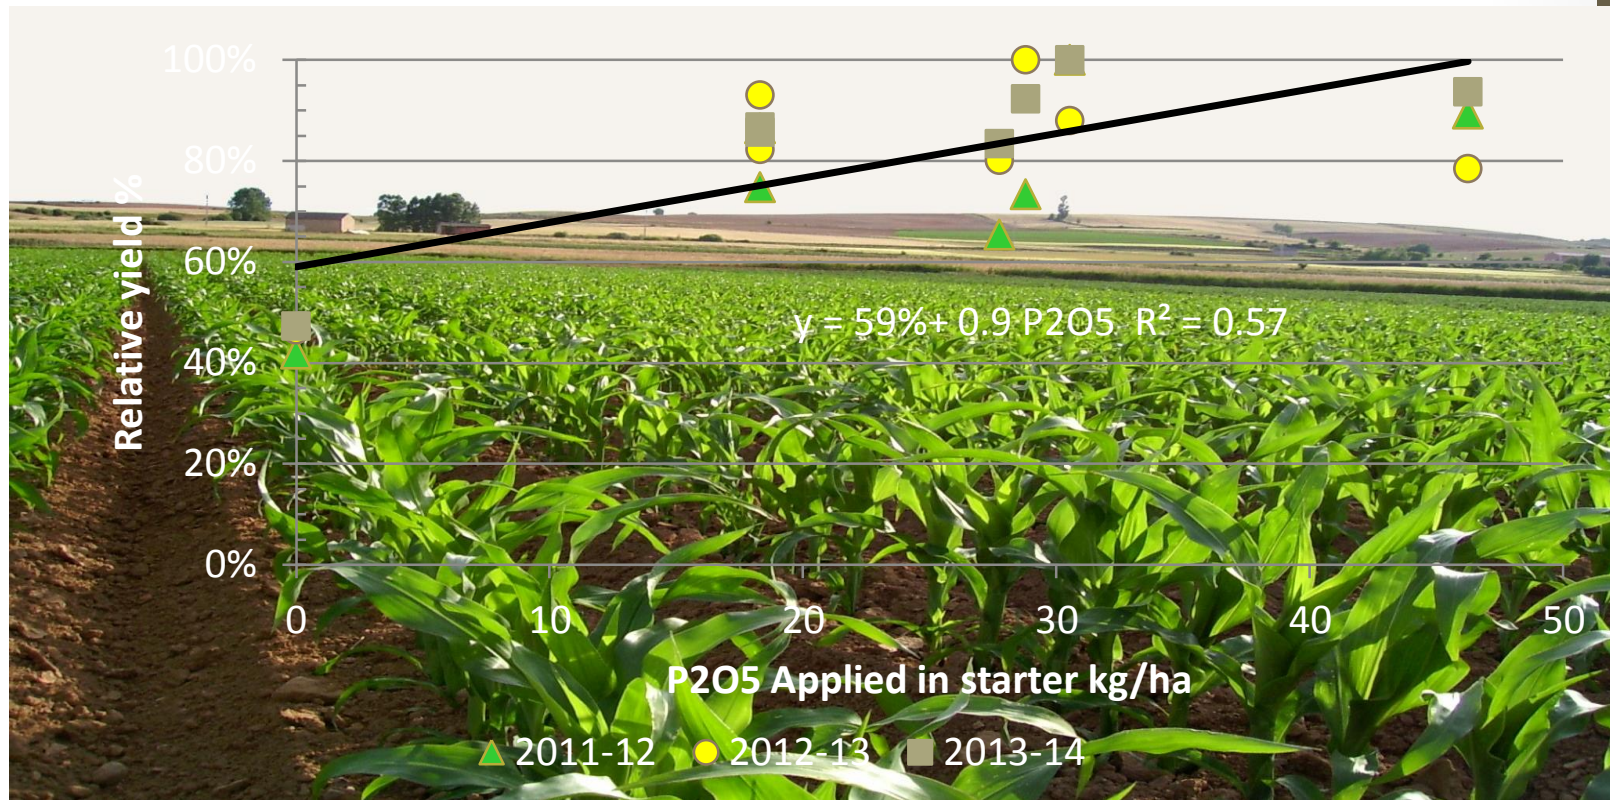 100%
80%
60%
40%
20%
0%
Relative yield %
y = 59%+ 0.9 P2O5 R² = 0.57
0 10 20 30 40 50
P2O5 Applied in starter kg/ha
2011-12 2012-13 2013-14